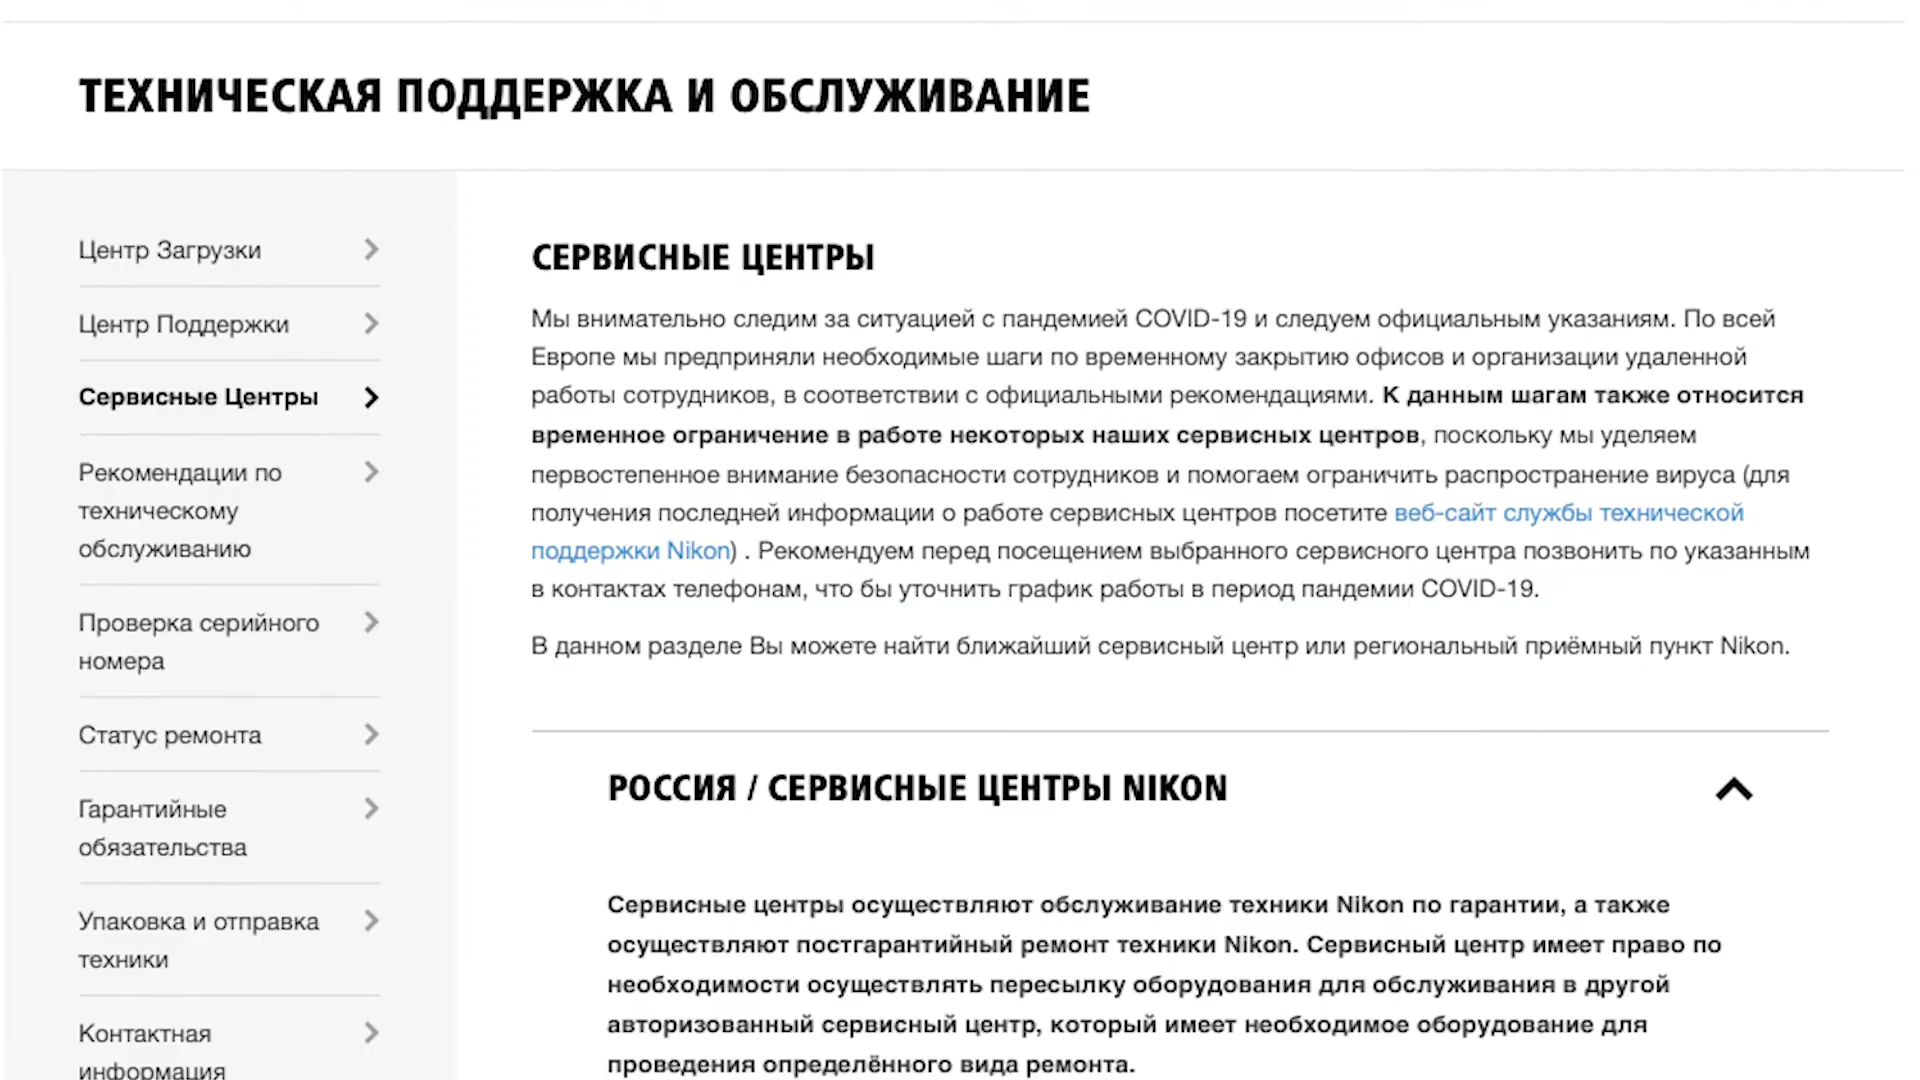 ТЕХНИЧЕСКАЯ ПОДДЕРЖКА И ОБСЛУЖИВАНИЕ
Центр Загрузки
Центр Поддержки
Сервисные Центры
Рекомендации по
техническому
обслуживанию
Проверка серийного
номера
Статус ремонта
Гарантийные
обязательства
Упаковка и отправка
техники
Контактная
информация
СЕРВИСНЫЕ ЦЕНТРЫ
Мы внимательно следим за ситуацией с пандемией COVID-19 и следуем официальным указаниям. По всей
Европе мы предприняли необходимые шаги по временному закрытию офисов и организации удаленной
работы сотрудников, в соответствии с официальными рекомендациями. К данным шагам также относится
временное ограничение в работе некоторых наших сервисных центров, поскольку мы уделяем
первостепенное внимание безопасности сотрудников и помогаем ограничить распространение вируса (для
получения последней информации о работе сервисных центров посетите веб-сайт службы технической
поддержки Nikon) . Рекомендуем перед посещением выбранного сервисного центра позвонить по указанным
в контактах телефонам, что бы уточнить график работы в период пандемии COVID-19.
В данном разделе Вы можете найти ближайший сервисный центр или региональный приёмный пункт Nikon.
РОССИЯ / СЕРВИСНЫЕ ЦЕНТРЫ NIKON
Сервисные центры осуществляют обслуживание техники Nikon по гарантии, а также
осуществляют постгарантийный ремонт техники Nikon. Сервисный центр имеет право по
необходимости осуществлять пересылку оборудования для обслуживания в другой
авторизованный сервисный центр, который имеет необходимое оборудование для
проведения определённого вида ремонта.